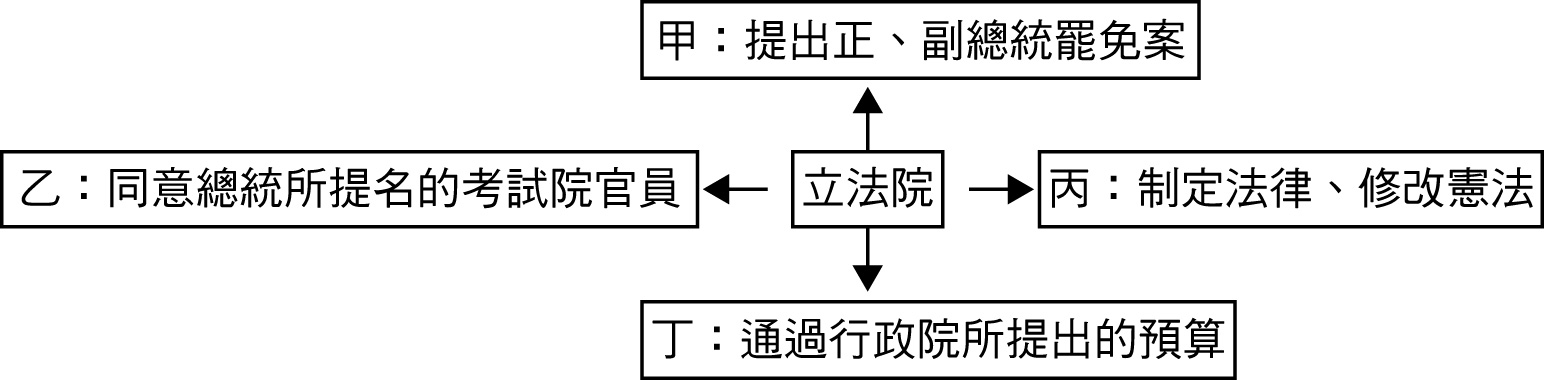 甲：提出正、副總統罷免案
乙：同意總統所提名的考試院官員
立法院
丙：制定法律、修改憲法
丁：通過行政院所提出的預算